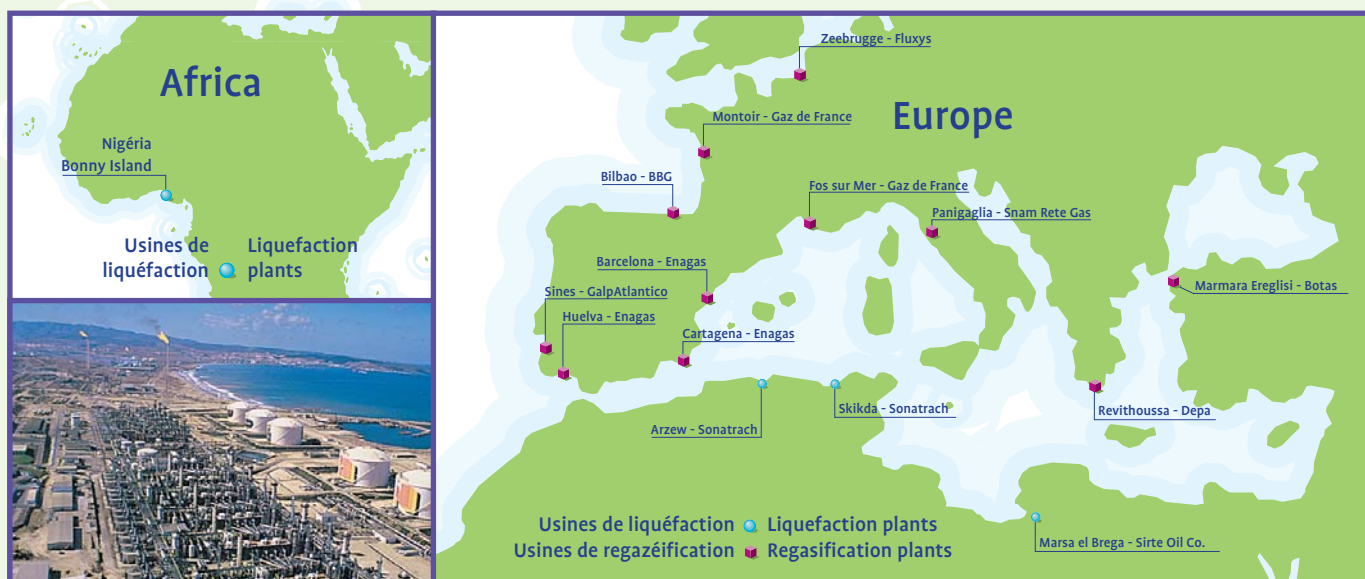 Africa
Nigéria
Bonny Island
Usines de
liquéfaction
Liquefaction
plants
Europe
Zeebrugge - Fluxys
Montoir - Gaz de France
Bilbao - BBG
Fos sur Mer - Gaz de France
Panigaglia - Snam Rete Gas
Barcelona - Enagas
Sines - GalpAtlantico
Huelva - Enagas
Cartagena - Enagas
Marmara Ereglisi - Botas
Skikda - Sonatrach
Arzew - Sonatrach
Revithoussa - Depa
Marsa el Brega - Sirte Oil Co.
Usines de liquéfaction Liquefaction plants
Usines de regazéification Regasification plants